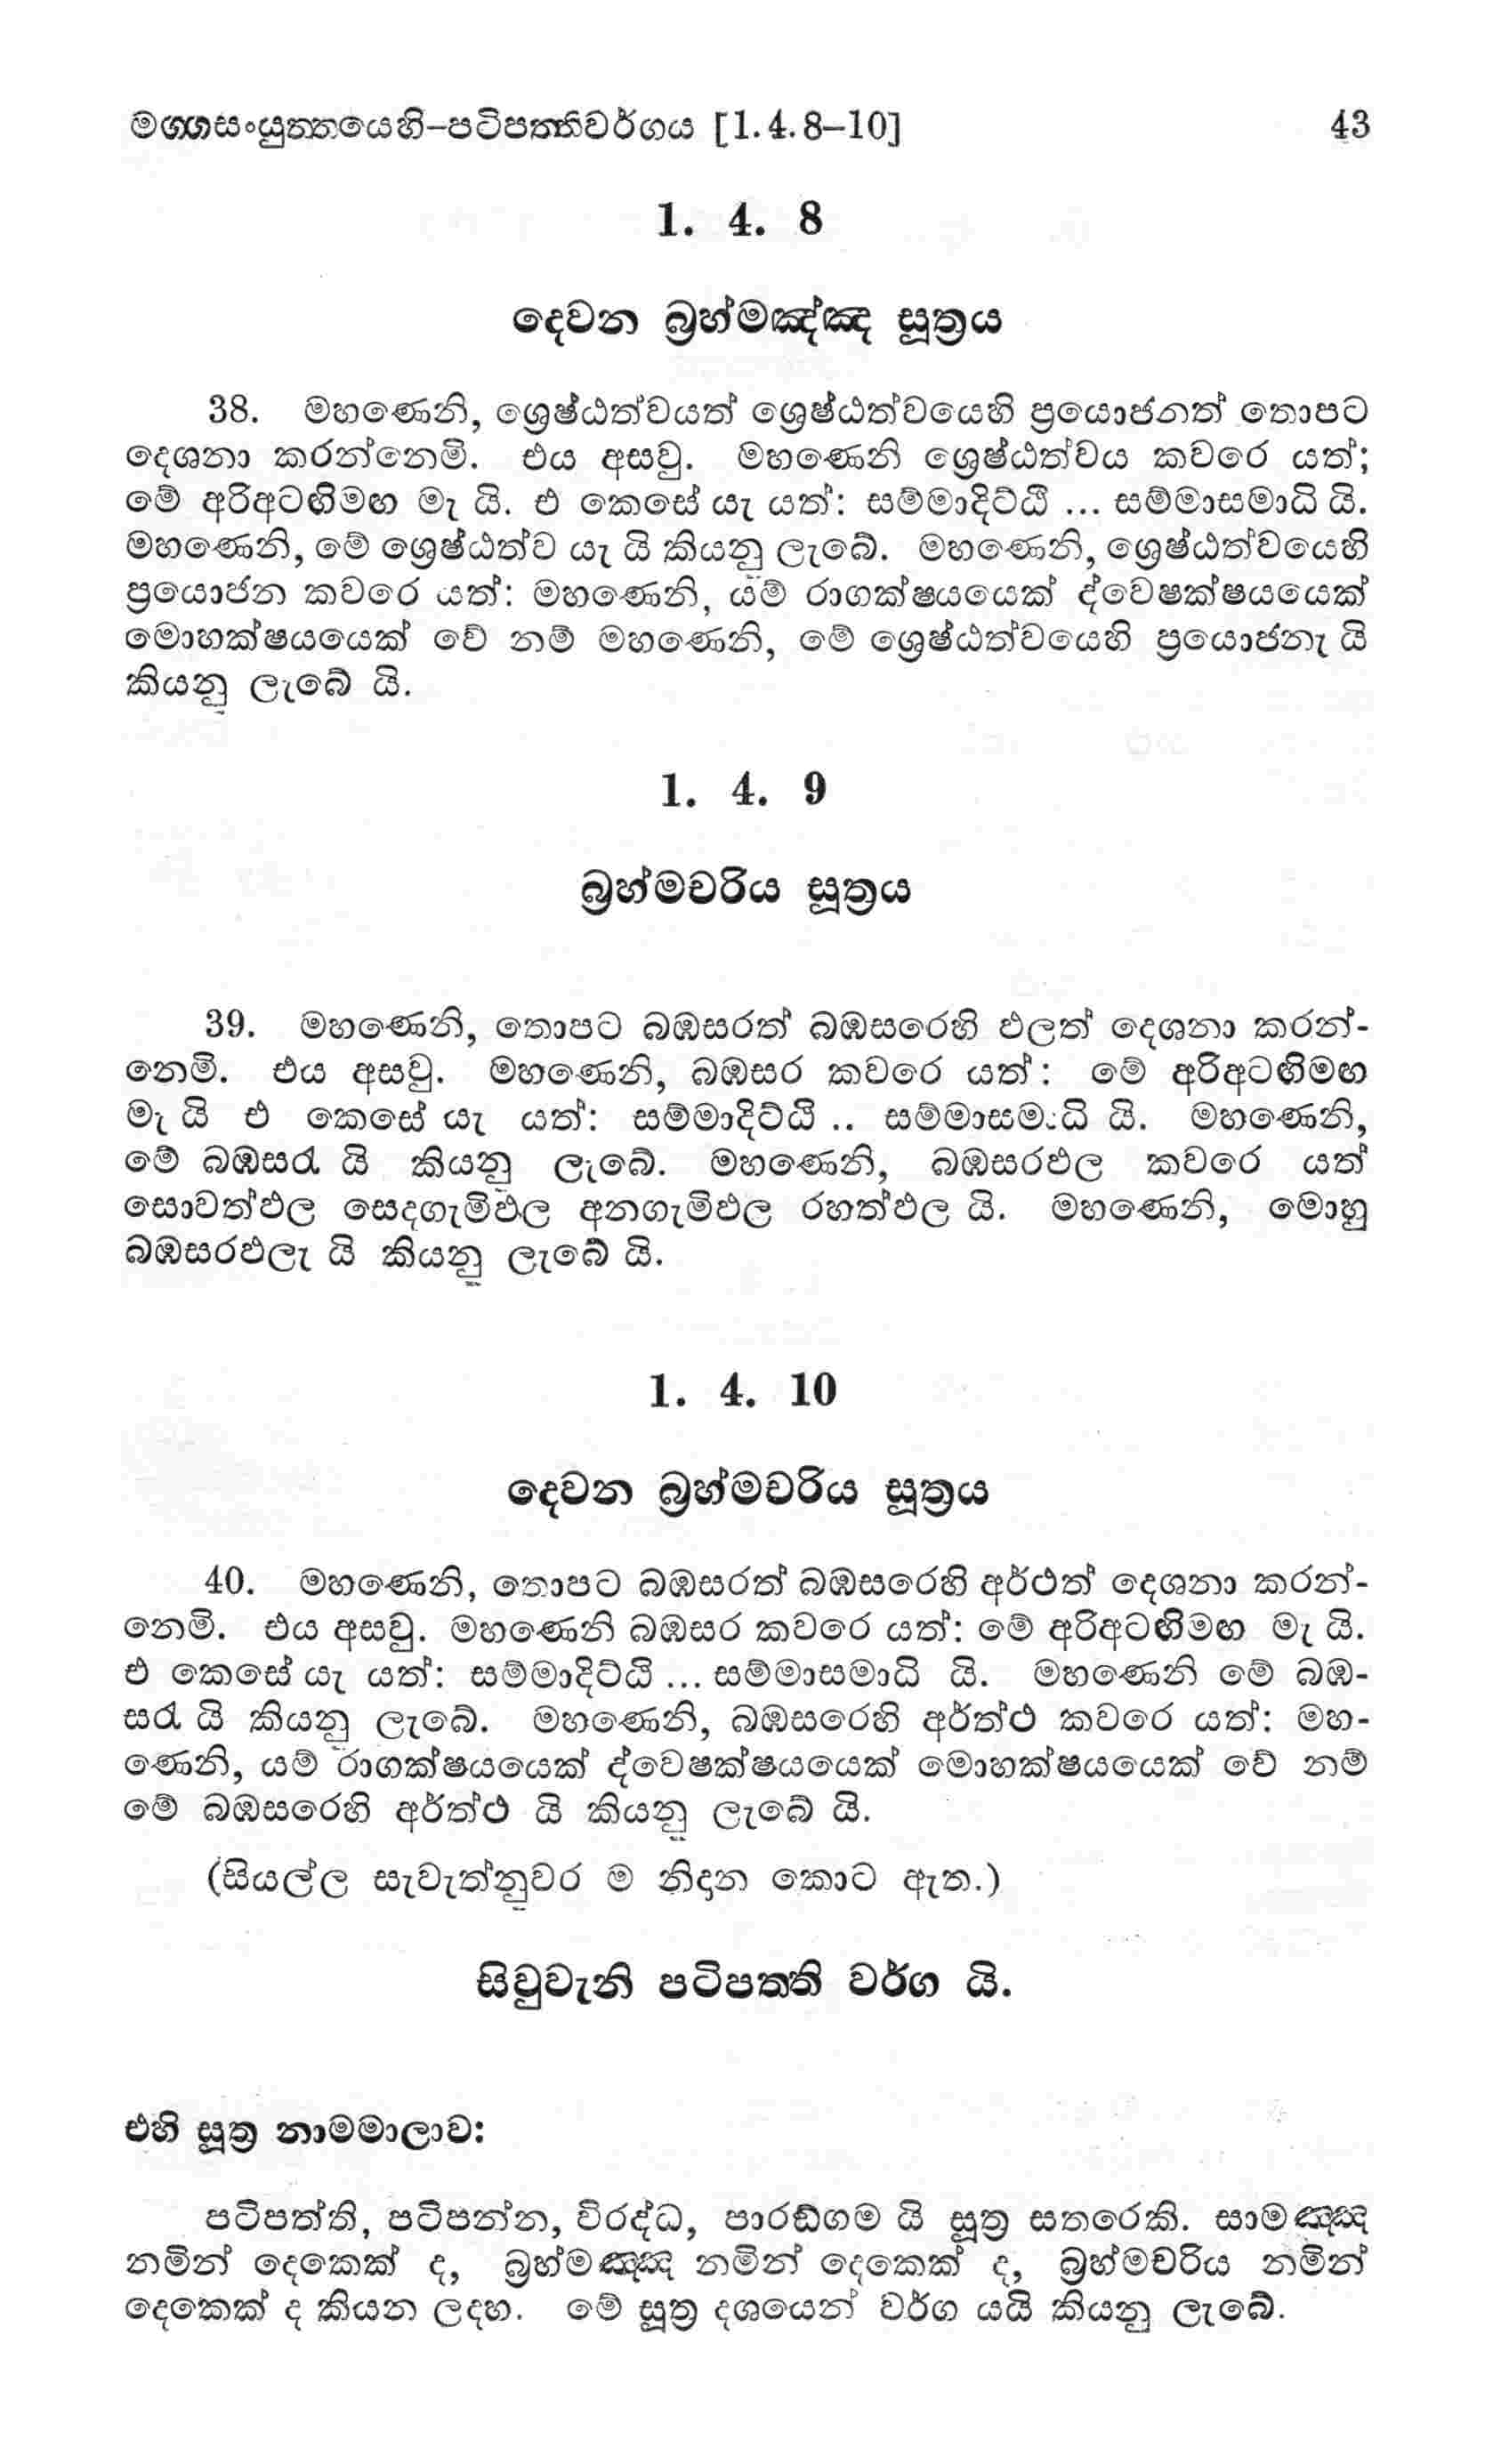 මග්ගසංයුත්තයෙහි–පටිපත්තිවර්ගය [1.4.8–10] 43
1. 4. 8
දෙවන බ්‍රහ්මඤ්ඤ සූත්‍රය
38. මහණෙනි, ශ්‍රෙෂ්ඨත්වයත් ශ්‍රෙෂ්ඨත්වයෙහි ප්‍රයොජනත් තොපට
දෙශනා කරන්නෙමි. එය අසවු. මහණෙනි ශ්‍රෙෂ්ඨත්වය කවරෙ යත්;
මේ අරිඅටඟිමඟ මැ යි. එ කෙසේ යැ යත්: සම්මාදිට්ඨි ... සම්මාසමාධි යි.
මහණෙනි, මේ ශ්‍රෙෂ්ඨත්ව යැ යි කියනු ලැබේ. මහණෙනි, ශ්‍රෙෂ්ඨත්වයෙහි
ප්‍රයොජන කවරෙ යත්: මහණෙනි, යම් රාගක්ෂයයෙක් ද්වෙෂක්ෂයයෙක්
මොහක්ෂයයෙක් වේ නම් මහණෙනි, මේ ශ්‍රෙෂ්ඨත්වයෙහි ප්‍රයොජනැ යි
කියනු ලැබේ යි.
1. 4. 9
බ්‍රහ්මචරිය සූත්‍රය
39. මහණෙනි, තොපට බඹසරත් බඹසරෙහි ඵලත් දෙශනා කරන්-
නෙමි. එය අසවු. මහණෙනි, බඹසර කවරෙ යත්: මේ අරිඅටඟිමඟ
මැ යි එ කෙසේ යැ යත්: සම්මාදිට්ඨි .. සම්මාසමාධි යි. මහණෙනි,
මේ බඹසරැ යි කියනු ලැබේ. මහණෙනි, බඹසරඵල කවරෙ යත්
සොවත්ඵල සෙදගැමිඵල අනගැමිඵල රහත්ඵල යි. මහණෙනි, මොහු
බඹසරඵලැ යි කියනු ලැබේ යි.
1. 4. 10
දෙවන බ්‍රහ්මචරිය සූත්‍රය
40. මහණෙනි, තොපට බඹසරත් බඹසරෙහි අර්ථත් දෙශනා කරන්-
නෙමි. එය අසවු. මහණෙනි බඹසර කවරෙ යත්: මේ අරිඅටඟිමඟ මැ යි.
එ කෙසේ යැ යත්: සම්මාදිට්ඨි ... සම්මාසමාධි යි. මහණෙනි මේ බඹ-
සරැ යි කියනු ලැබේ. මහණෙනි, බඹසරෙහි අර්ත්ථ කවරෙ යත්: මහ-
ණෙනි, යම් රාගක්ෂයයෙක් ද්වෙෂක්ෂයයෙක් මොහක්ෂයයෙක් වේ නම්
මේ බඹසරෙහි අර්ත්ථ යි කියනු ලැබේ යි.
(සියල්ල සැවැත්නුවර ම නිදාන කොට ඇත.)
සිවුවැනි පටිපත්ති වර්ග යි.
එහි සූත්‍ර නාමමාලාව:
පටිපත්ති, පටිපන්න, විරද්ධ, පාරඞ්ගම යි සූත්‍ර සතරෙකි. සාමඤ්ඤ
නමින් දෙකෙක් ද, බ්‍රහ්මඤ්ඤ නමින් දෙකෙක් ද, බ්‍රහ්මචරිය නමින්
දෙකෙක් ද කියන ලදහ. මේ සූත්‍ර දශයෙන් වර්ග යයි කියනු ලැබේ.